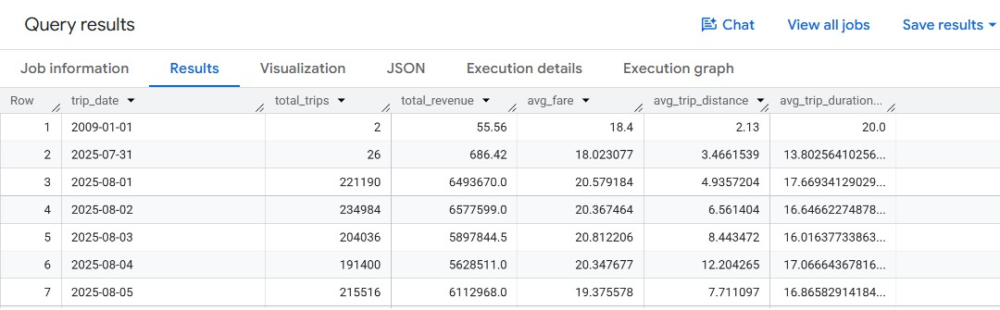 Query results Chat View all jobs Save results
Job information Results Visualization JSON Execution details Execution graph
Row trip_date total_trips total_revenue avg_fare avg_trip_distance avg_trip_duration...
1 2009-01-01 2 55.56 18.4 2.13 20.0
2 2025-07-31 26 686.42 18.023077 3.4661539 13.80256410256...
3 2025-08-01 221190 6493670.0 20.579184 4.9357204 17.66934129029...
4 2025-08-02 234984 6577599.0 20.367464 6.561404 16.64662274878...
5 2025-08-03 204036 5897844.5 20.812206 8.443472 16.01637733863...
6 2025-08-04 191400 5628511.0 20.347677 12.204265 17.06664367816...
7 2025-08-05 215516 6112968.0 19.375578 7.711097 16.86582914184...